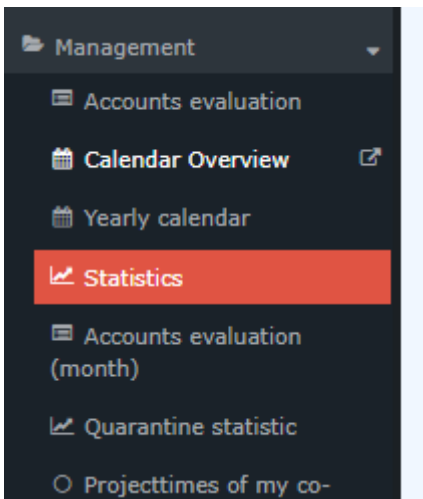 Management
Accounts evaluation
Calendar Overview
Yearly calendar
Statistics
Accounts evaluation
(month)
Quarantine statistic
Projecttimes of my co-